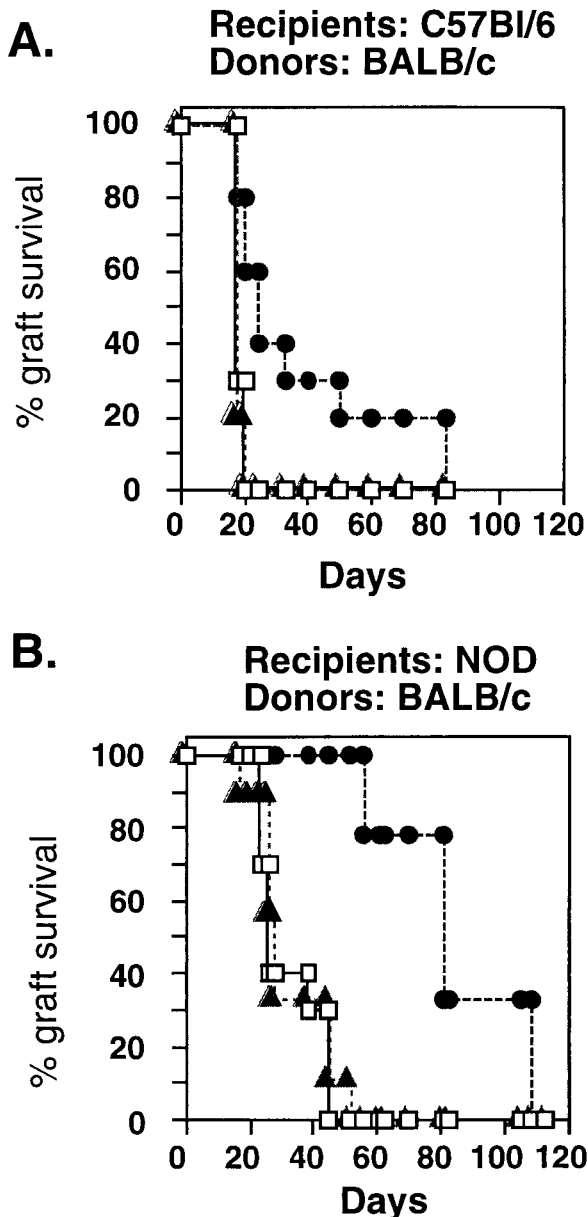 A.
Recipients: C57Bl/6
Donors: BALB/c
% graft survival
100
80
60
40
20
0
0 20 40 60 80 100 120
Days
B.
Recipients: NOD
Donors: BALB/c
% graft survival
100
80
60
40
20
0
0 20 40 60 80 100 120
Days